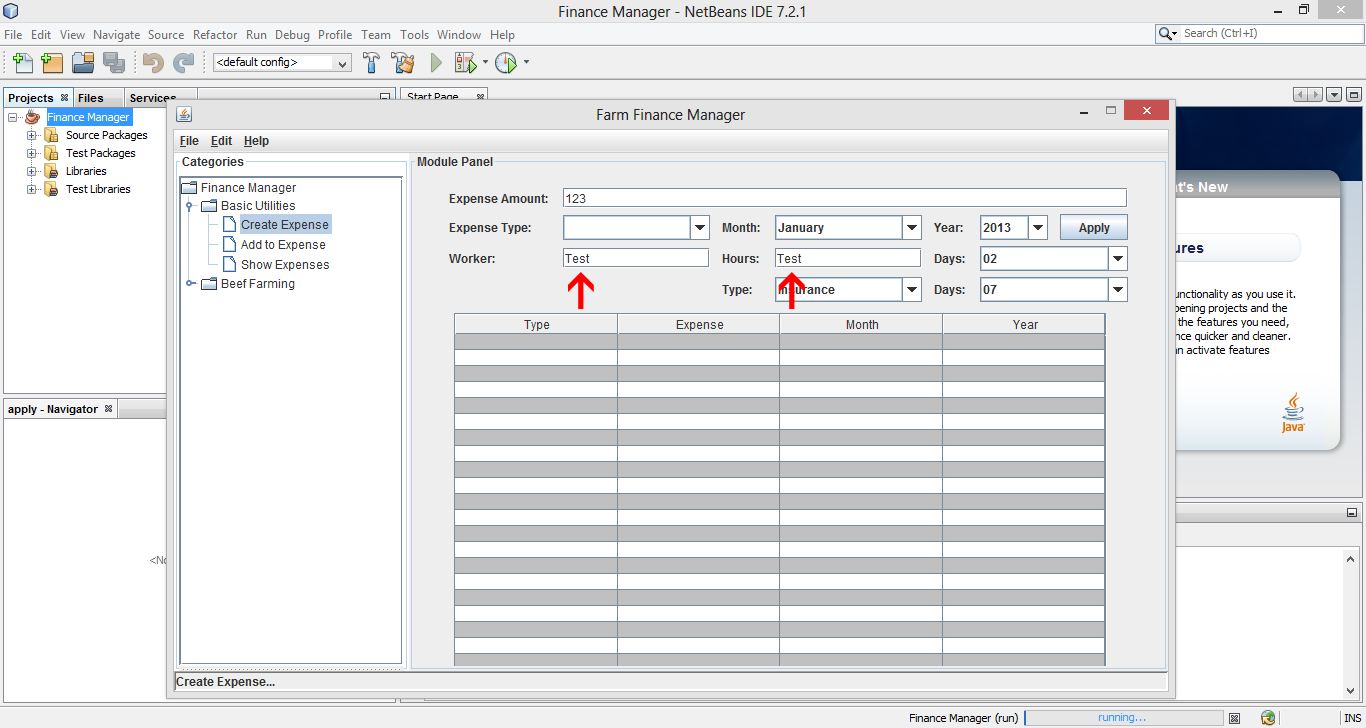 Finance Manager - NetBeans IDE 7.2.1
File Edit View Navigate Source Refactor Run Debug Profile Team Tools Window Help
Search (Ctrl+I)
<default config>
Projects Files Services
Start Page
Finance Manager
Source Packages
Test Packages
Libraries
Test Libraries
apply - Navigator
Farm Finance Manager
File Edit Help
Categories
Finance Manager
Basic Utilities
Create Expense
Add to Expense
Show Expenses
Beef Farming
Module Panel
Expense Amount: 123
Expense Type: Month: January Year: 2013 Apply
Worker: Test Hours: Test Days: 02
Type: Insurance Days: 07
Type Expense Month Year
Create Expense...
t's New
ures
unctionality as you use it.
pening projects and the
the features you need,
nce quicker and cleaner.
n activate features
Java
<No
Finance Manager (run) running... INS